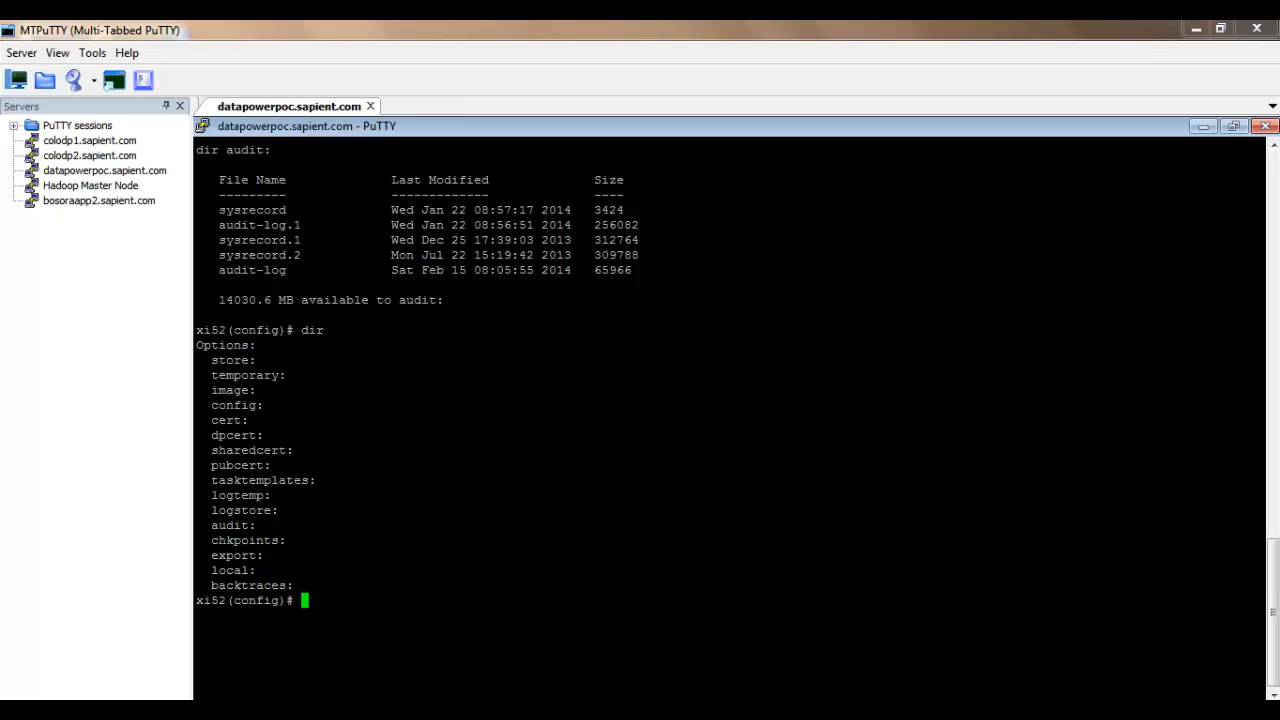 MTPuTTY (Multi-Tabbed PuTTY)
Server View Tools Help
Servers
PuTTY sessions
colodp1.sapient.com
colodp2.sapient.com
datapowerpoc.sapient.com
Hadoop Master Node
bosoraapp2.sapient.com
datapowerpoc.sapient.com
datapowerpoc.sapient.com - PuTTY
dir audit:
File Name Last Modified Size
--------- ------------- ----
sysrecord Wed Jan 22 08:57:17 2014 3424
audit-log.1 Wed Jan 22 08:56:51 2014 256082
sysrecord.1 Wed Dec 25 17:39:03 2013 312764
sysrecord.2 Mon Jul 22 15:19:42 2013 309788
audit-log Sat Feb 15 08:05:55 2014 65966
14030.6 MB available to audit:
xi52(config)# dir
Options:
store:
temporary:
image:
config:
cert:
dpcert:
sharedcert:
pubcert:
tasktemplates:
logtemp:
logstore:
audit:
chkpoints:
export:
local:
backtraces:
xi52(config)#